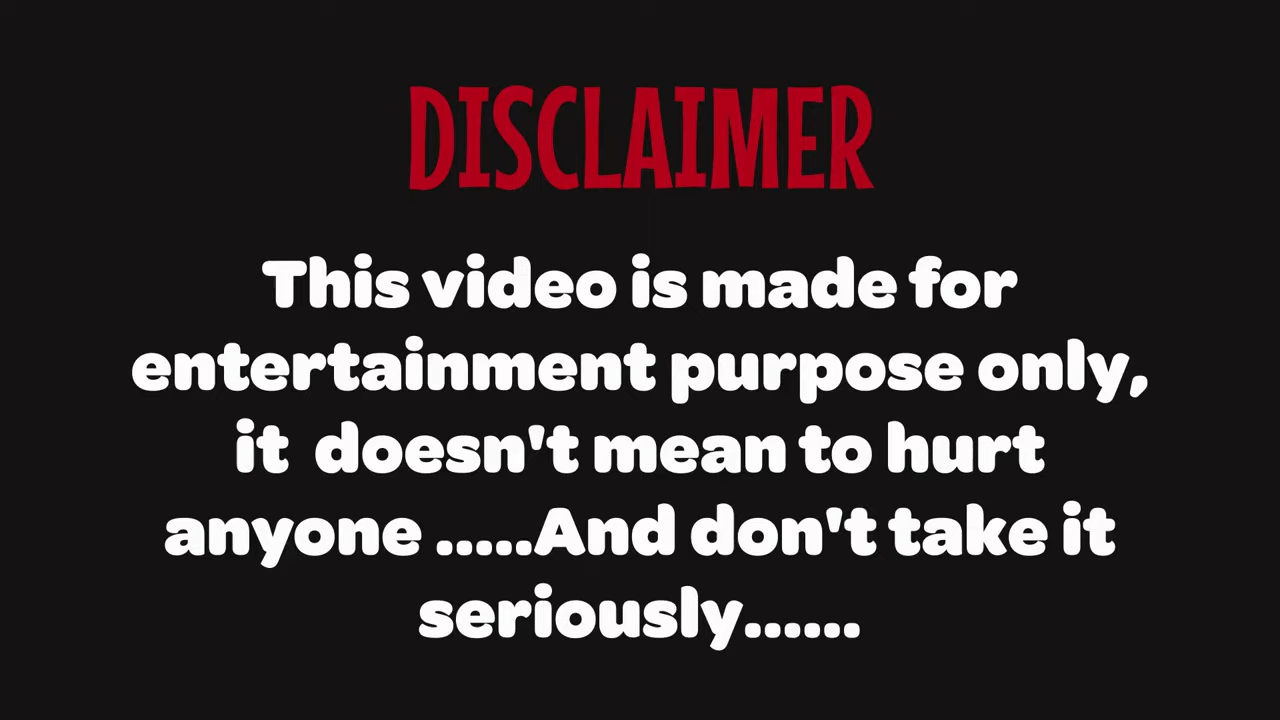 DISCLAIMER
This video is made for
entertainment purpose only,
it  doesn't mean to hurt
anyone .....And don't take it
seriously......